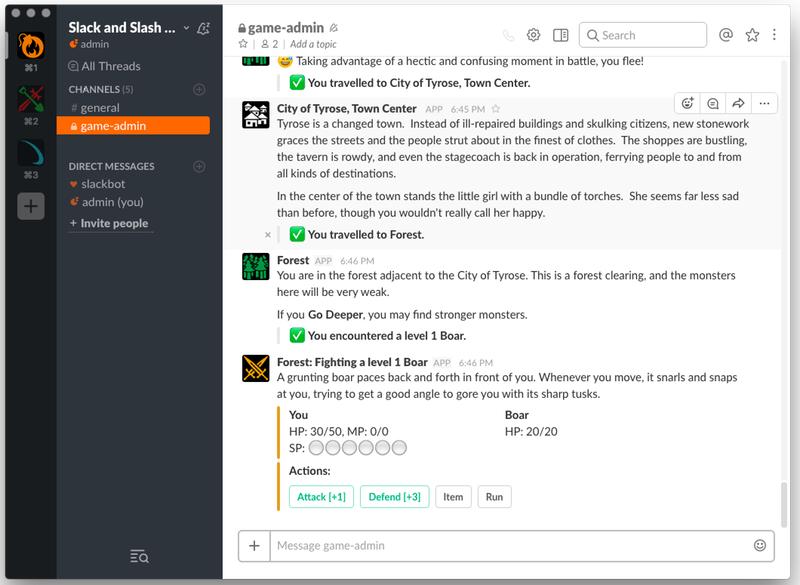 Slack and Slash ...
admin
All Threads
CHANNELS (5)
# general
game-admin
DIRECT MESSAGES
slackbot
admin (you)
+ Invite people
⌘1
⌘2
⌘3
game-admin
2 | Add a topic
Search
Taking advantage of a hectic and confusing moment in battle, you flee!
You travelled to City of Tyrose, Town Center.
City of Tyrose, Town Center APP 6:45 PM
Tyrose is a changed town. Instead of ill-repaired buildings and skulking citizens, new stonework
graces the streets and the people strut about in the finest of clothes. The shoppes are bustling,
the tavern is rowdy, and even the stagecoach is back in operation, ferrying people to and from
all kinds of destinations.
In the center of the town stands the little girl with a bundle of torches. She seems far less sad
than before, though you wouldn't really call her happy.
You travelled to Forest.
Forest APP 6:46 PM
You are in the forest adjacent to the City of Tyrose. This is a forest clearing, and the monsters
here will be very weak.
If you Go Deeper, you may find stronger monsters.
You encountered a level 1 Boar.
Forest: Fighting a level 1 Boar APP 6:46 PM
A grunting boar paces back and forth in front of you. Whenever you move, it snarls and snaps
at you, trying to get a good angle to gore you with its sharp tusks.
You Boar
HP: 30/50, MP: 0/0 HP: 20/20
SP:
Actions:
Attack [+1] Defend [+3] Item Run
Message game-admin